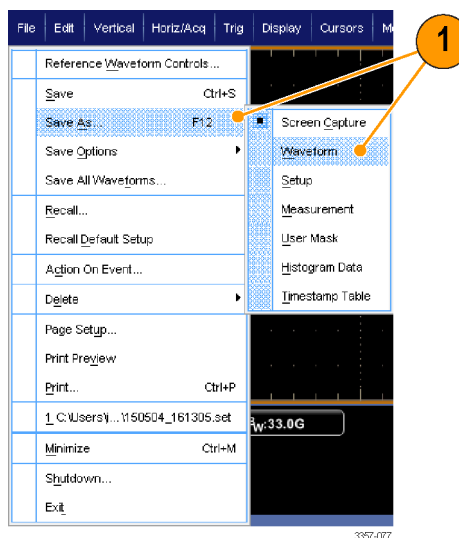 File Edit Vertical Horiz/Acq Trig Display Cursors
1
Reference Waveform Controls...
Save Ctrl+S
Save As... F12
Save Options
Save All Waveforms...
Recall...
Recall Default Setup
Action On Event...
Delete
Page Setup...
Print Preview
Print... Ctrl+P
1 C:\Users\j...\150504_161305.set
Minimize Ctrl+M
Shutdown...
Exit
Screen Capture
Waveform
Setup
Measurement
User Mask
Histogram Data
Timestamp Table
BW:33.0G
3357-077